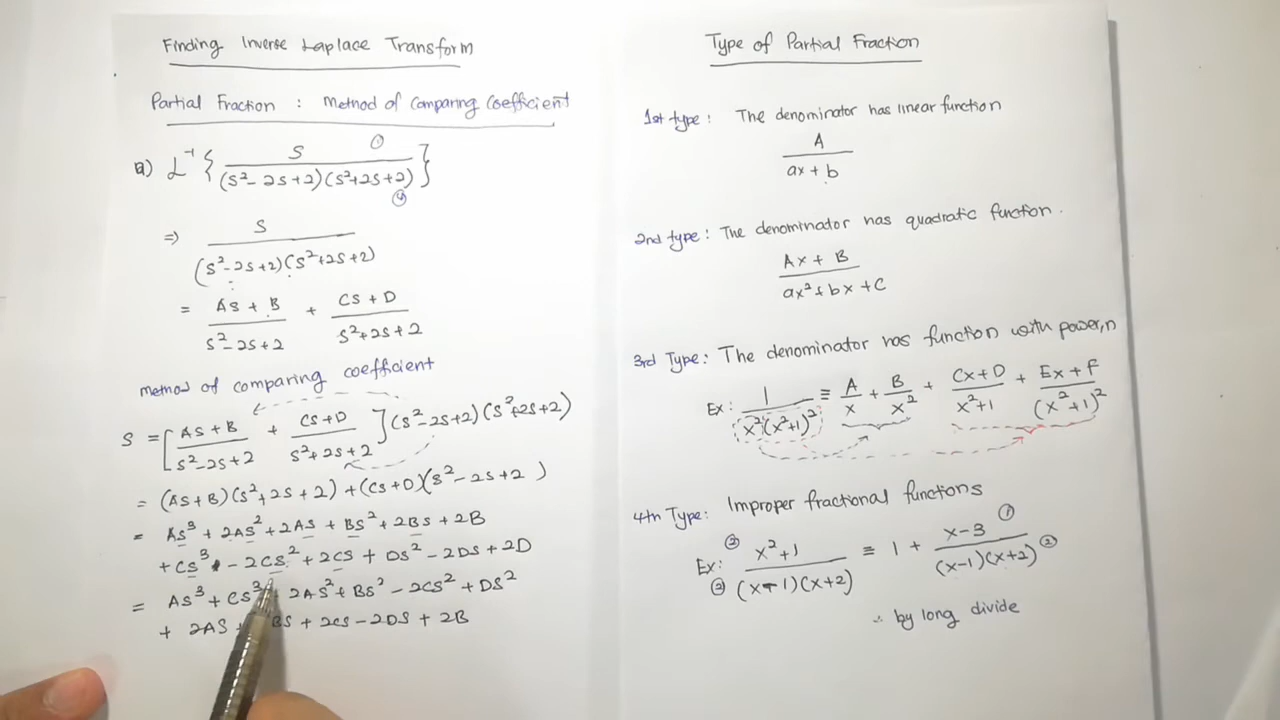 Finding Inverse Laplace Transform
Partial Fraction : Method of Comparing Coefficient
a) L⁻¹ { s ① / (s² - 2s + 2)(s² + 2s + 2) ④ }
=> s / (s² - 2s + 2)(s² + 2s + 2)
= As + B / s² - 2s + 2 + Cs + D / s² + 2s + 2
Method of comparing coefficient
s = [ As + B / s² - 2s + 2 + Cs + D / s² + 2s + 2 ] (s² - 2s + 2)(s² + 2s + 2)
= (As + B)(s² + 2s + 2) + (Cs + D)(s² - 2s + 2)
= As³ + 2As² + 2As + Bs² + 2Bs + 2B
+ Cs³ - 2Cs² + 2Cs + Ds² - 2Ds + 2D
= As³ + Cs³ + 2As² + Bs² - 2Cs² + Ds²
+ 2As + Bs + 2Cs - 2Ds + 2B
Type of Partial Fraction
1st type : The denominator has linear function
A / ax + b
2nd type : The denominator has quadratic function.
Ax + B / ax² + bx + c
3rd Type : The denominator has function with power, n
Ex : 1 / x²(x²+1)² ≡ A / x + B / x² + Cx + D / x² + 1 + Ex + F / (x² + 1)²
4th Type : Improper fractional functions
Ex : ② x² + 1 / ② (x - 1)(x + 2) ≡ 1 + x - 3 ① / (x - 1)(x + 2) ②
∴ by long divide